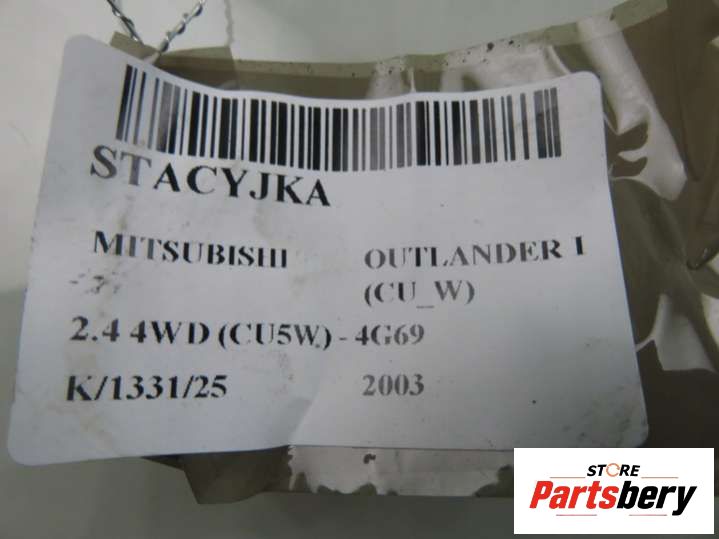 STACYJKA
MITSUBISHI OUTLANDER I
(CU_W)
2.4 4WD (CU5W) - 4G69
K/1331/25 2003
STORE
Partsbery